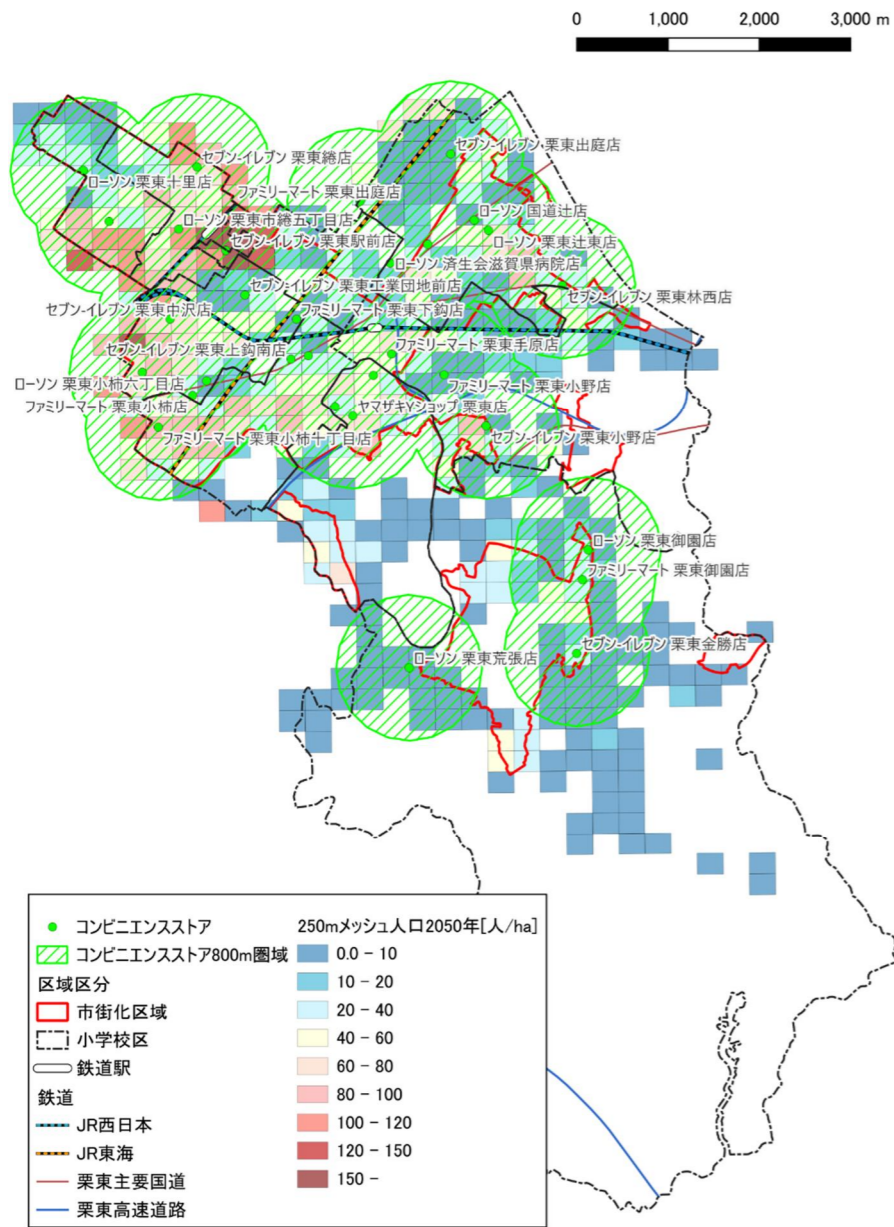 0 1,000 2,000 3,000 m
セブン-イレブン 栗東出庭店
セブン-イレブン 栗東綣店
ローソン 栗東十里店
ファミリーマート 栗東出庭店
ローソン 国道辻店
ローソン 栗東市綣五丁目店
ローソン 栗東辻東店
セブン-イレブン 栗東駅前店
ローソン 済生会滋賀県病院店
セブン-イレブン 栗東林西店
セブン-イレブン 栗東工業団地前店
セブン-イレブン 栗東中沢店
ファミリーマート 栗東下鈎店
ファミリーマート 栗東手原店
セブン-イレブン 栗東上鈎南店
ローソン 栗東小柿六丁目店
ファミリーマート 栗東小野店
ファミリーマート 栗東小柿店
ヤマザキYショップ 栗東店
ファミリーマート 栗東小柿十丁目店
セブン-イレブン 栗東小野店
ローソン 栗東御園店
ファミリーマート 栗東御園店
セブン-イレブン 栗東金勝店
ローソン 栗東荒張店
コンビニエンスストア
コンビニエンスストア800m圏域
区域区分
市街化区域
小学校区
鉄道駅
鉄道
JR西日本
JR東海
栗東主要国道
栗東高速道路
250mメッシュ人口2050年[人/ha]
0.0 - 10
10 - 20
20 - 40
40 - 60
60 - 80
80 - 100
100 - 120
120 - 150
150 -